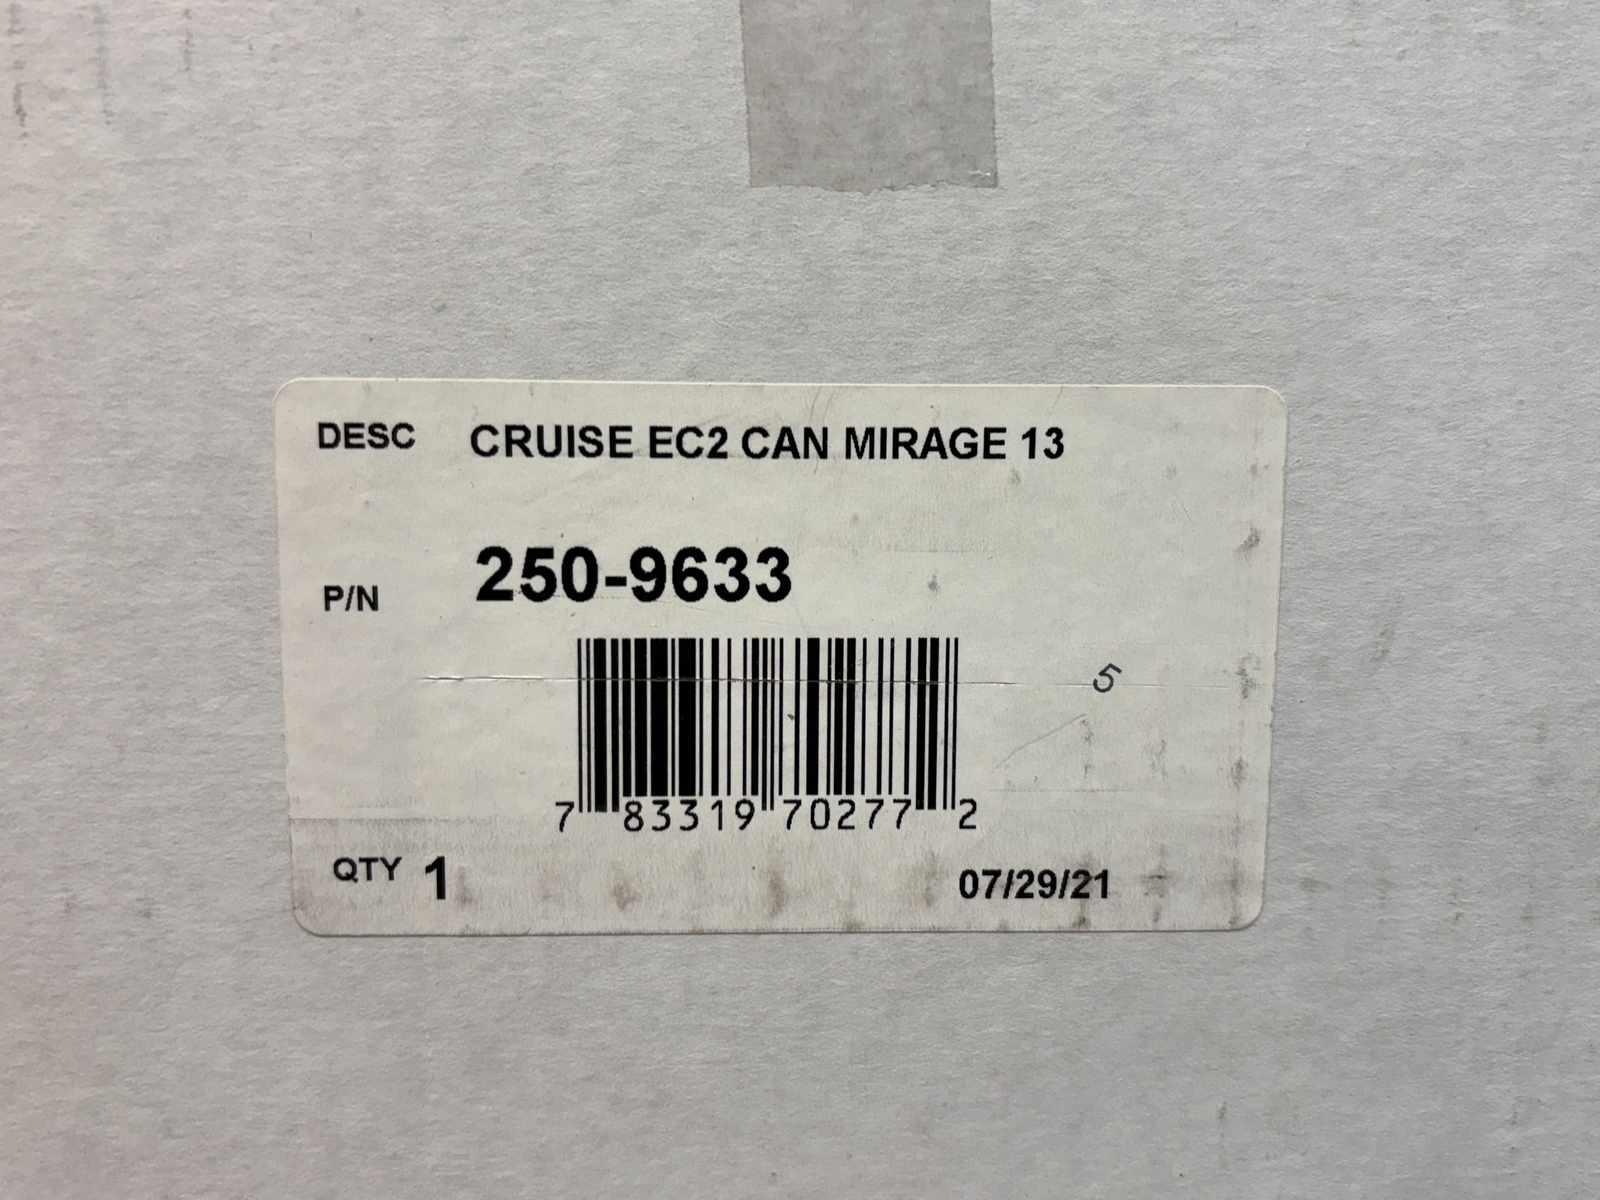 DESC CRUISE EC2 CAN MIRAGE 13
P/N 250-9633
5
7 83319 70277 2
QTY 1 07/29/21